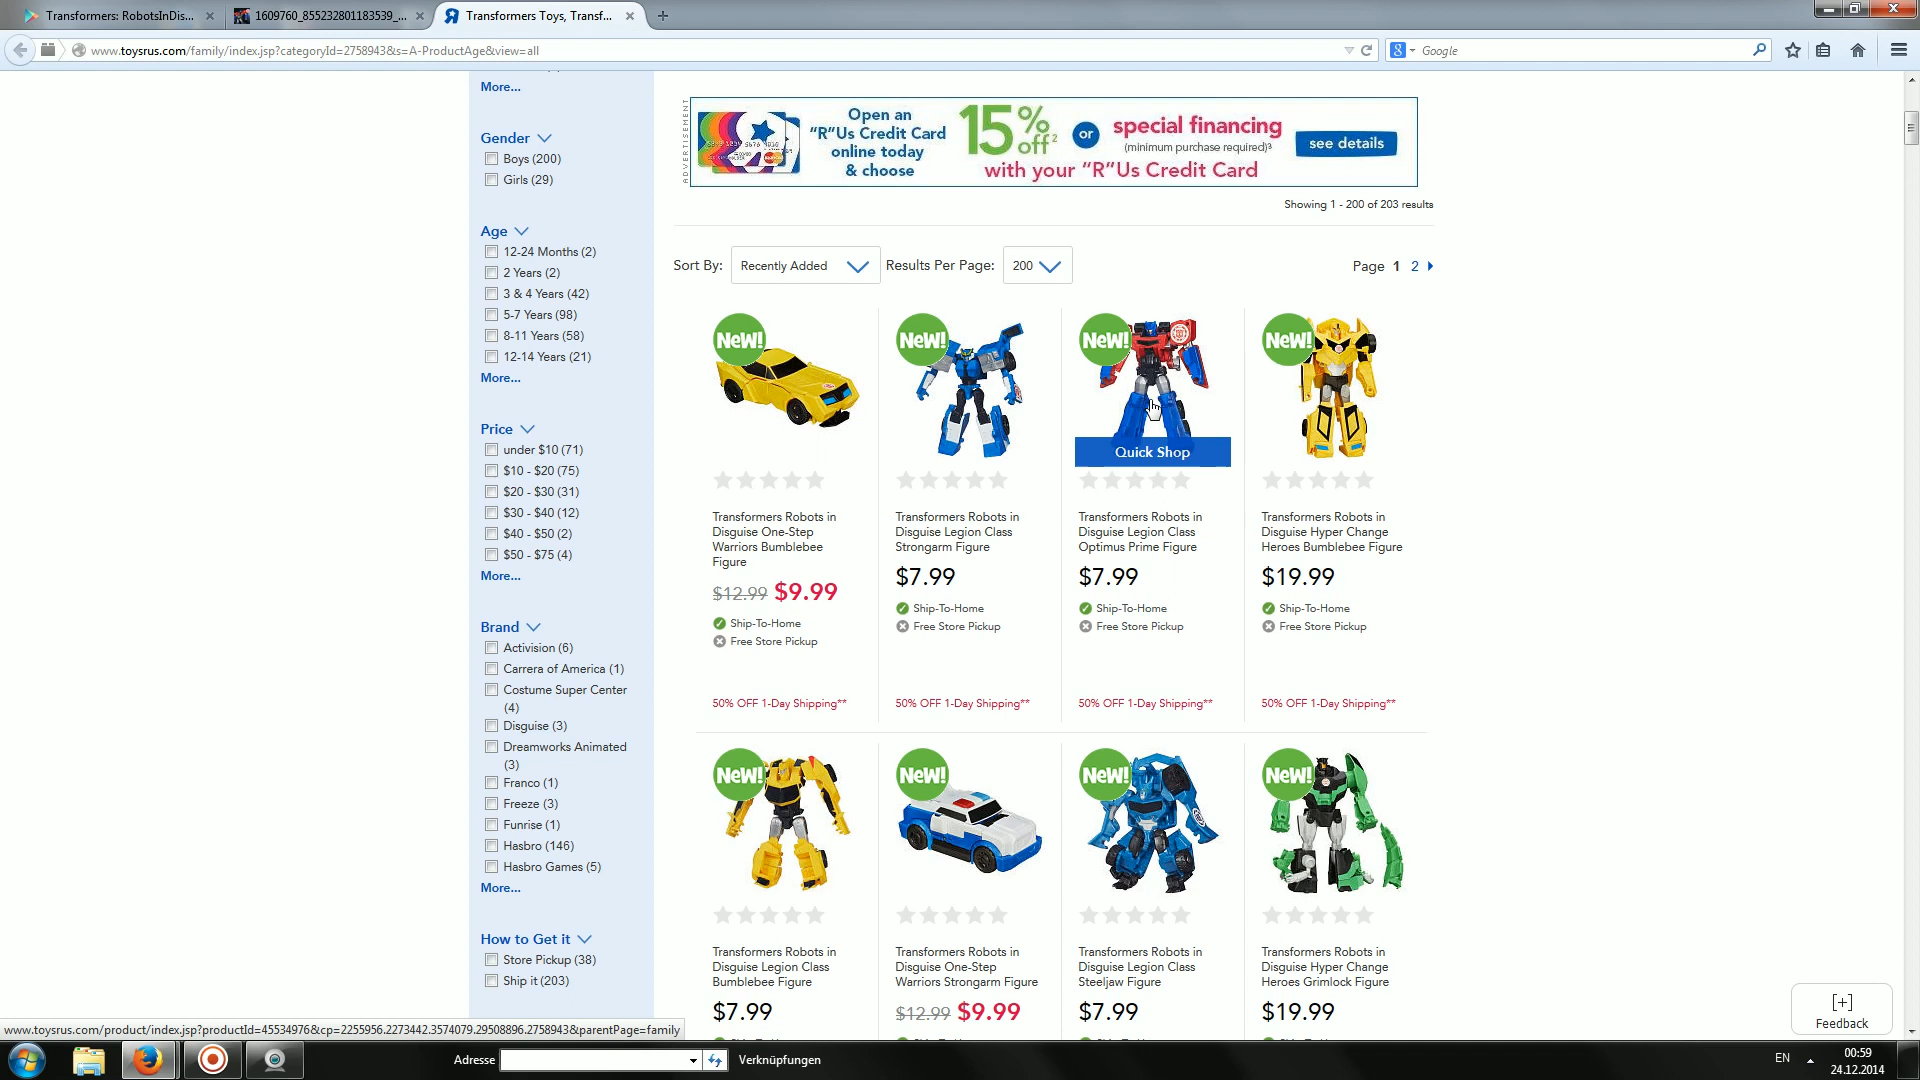 Transformers: RobotsInDis...
1609760_855232801183539_...
Transformers Toys, Transf...
www.toysrus.com/family/index.jsp?categoryId=2758943&s=A-ProductAge&view=all
Google
More...
Gender
Boys (200)
Girls (29)
Age
12-24 Months (2)
2 Years (2)
3 & 4 Years (42)
5-7 Years (98)
8-11 Years (58)
12-14 Years (21)
More...
Price
under $10 (71)
$10 - $20 (75)
$20 - $30 (31)
$30 - $40 (12)
$40 - $50 (2)
$50 - $75 (4)
More...
Brand
Activision (6)
Carrera of America (1)
Costume Super Center
(4)
Disguise (3)
Dreamworks Animated
(3)
Franco (1)
Freeze (3)
Funrise (1)
Hasbro (146)
Hasbro Games (5)
More...
How to Get it
Store Pickup (38)
Ship it (203)
ADVERTISEMENT
Open an
“R”Us Credit Card
online today
& choose
15% off²
or
special financing
(minimum purchase required)³
with your “R”Us Credit Card
see details
Showing 1 - 200 of 203 results
Sort By: Recently Added Results Per Page: 200
Page 1 2
New! New! New! New!
Quick Shop
Transformers Robots in
Disguise One-Step
Warriors Bumblebee
Figure
$12.99 $9.99
Ship-To-Home
Free Store Pickup
50% OFF 1-Day Shipping**
Transformers Robots in
Disguise Legion Class
Strongarm Figure
$7.99
Ship-To-Home
Free Store Pickup
50% OFF 1-Day Shipping**
Transformers Robots in
Disguise Legion Class
Optimus Prime Figure
$7.99
Ship-To-Home
Free Store Pickup
50% OFF 1-Day Shipping**
Transformers Robots in
Disguise Hyper Change
Heroes Bumblebee Figure
$19.99
Ship-To-Home
Free Store Pickup
50% OFF 1-Day Shipping**
New! New! New! New!
Transformers Robots in
Disguise Legion Class
Bumblebee Figure
$7.99
Transformers Robots in
Disguise One-Step
Warriors Strongarm Figure
$12.99 $9.99
Transformers Robots in
Disguise Legion Class
Steeljaw Figure
$7.99
Transformers Robots in
Disguise Hyper Change
Heroes Grimlock Figure
$19.99
[+]
Feedback
www.toysrus.com/product/index.jsp?productId=45534976&cp=2255956.2273442.3574079.29508896.2758943&parentPage=family
Adresse
Verknüpfungen
EN
00:59
24.12.2014